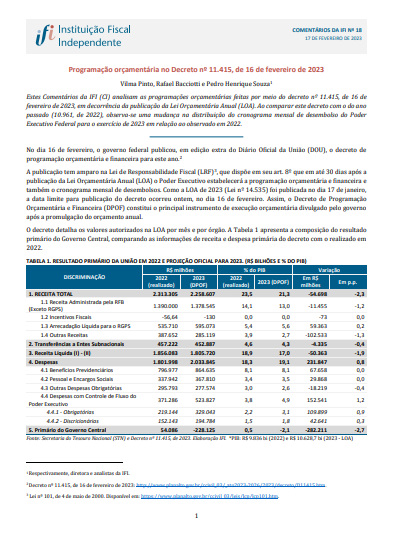 Instituição Fiscal
Independente
COMENTÁRIOS DA IFI Nº 18
17 DE FEVEREIRO DE 2023
Programação orçamentária no Decreto nº 11.415, de 16 de fevereiro de 2023
Vilma Pinto, Rafael Bacciotti e Pedro Henrique Souza¹
Estes Comentários da IFI (CI) analisam as programações orçamentárias feitas por meio do decreto nº 11.415, de 16 de
fevereiro de 2023, em decorrência da publicação da Lei Orçamentária Anual (LOA). Ao comparar este decreto com o do ano
passado (10.961, de 2022), observa-se uma mudança na distribuição do cronograma mensal de desembolso do Poder
Executivo Federal para o exercício de 2023 em relação ao observado em 2022.
No dia 16 de fevereiro, o governo federal publicou, em edição extra do Diário Oficial da União (DOU), o decreto de
programação orçamentária e financeira para este ano.²
A publicação tem amparo na Lei de Responsabilidade Fiscal (LRF)³, que dispõe em seu art. 8º que em até 30 dias após a
publicação da Lei Orçamentária Anual (LOA) o Poder Executivo estabelecerá a programação orçamentária e financeira e
também o cronograma mensal de desembolsos. Como a LOA de 2023 (Lei nº 14.535) foi publicada no dia 17 de janeiro,
a data limite para publicação do decreto ocorreu, ontem, no dia 16 de fevereiro. Assim, o Decreto de Programação
Orçamentária e Financeira (DPOF) constitui o principal instrumento de execução orçamentária divulgado pelo governo
após a promulgação do orçamento anual.
O decreto detalha os valores autorizados na LOA por mês e por órgão. A Tabela 1 apresenta a composição do resultado
primário do Governo Central, comparando as informações de receita e despesa primária do decreto com o realizado em
2022.
TABELA 1. RESULTADO PRIMÁRIO DA UNIÃO EM 2022 E PROJEÇÃO OFICIAL PARA 2023. (R$ BILHÕES E % DO PIB)
DISCRIMINAÇÃO R$ milhões % do PIB Variação
2022 (realizado) 2023 (DPOF) 2022 (realizado) 2023 (DPOF) Em R$ milhões Em p.p.
1. RECEITA TOTAL 2.313.305 2.258.607 23,5 21,3 -54.698 -2,3
1.1 Receita Administrada pela RFB
(Exceto RGPS) 1.390.000 1.378.545 14,1 13,0 -11.455 -1,2
1.2 Incentivos Fiscais -56,64 -130 0,0 0,0 -73 0,0
1.3 Arrecadação Líquida para o RGPS 535.710 595.073 5,4 5,6 59.363 0,2
1.4 Outras Receitas 387.652 285.119 3,9 2,7 -102.533 -1,3
2. Transferências a Entes Subnacionais 457.222 452.887 4,6 4,3 -4.335 -0,4
3. Receita Líquida (I) - (II) 1.856.083 1.805.720 18,9 17,0 -50.363 -1,9
4. Despesas 1.801.998 2.033.845 18,3 19,1 231.847 0,8
4.1 Benefícios Previdenciários 796.977 864.635 8,1 8,1 67.658 0,0
4.2 Pessoal e Encargos Sociais 337.942 367.810 3,4 3,5 29.868 0,0
4.3 Outras Despesas Obrigatórias 295.793 277.574 3,0 2,6 -18.219 -0,4
4.4 Despesas com Controle de Fluxo do
Poder Executivo 371.286 523.827 3,8 4,9 152.541 1,2
4.4.1 - Obrigatórias 219.144 329.043 2,2 3,1 109.899 0,9
4.4.2 - Discricionárias 152.143 194.784 1,5 1,8 42.641 0,3
5. Primário do Governo Central 54.086 -228.125 0,5 -2,1 -282.211 -2,7
Fonte: Secretaria do Tesouro Nacional (STN) e Decreto nº 11.415, de 2023. Elaboração IFI. *PIB: R$ 9.836 bi (2022) e R$ 10.628,7 bi (2023 - LOA)
¹ Respectivamente, diretora e analistas da IFI.
² Decreto nº 11.415, de 16 de fevereiro de 2023: http://www.planalto.gov.br/ccivil_03/_ato2023-2026/2023/decreto/D11415.htm
³ Lei nº 101, de 4 de maio de 2000. Disponível em: https://www.planalto.gov.br/ccivil_03/leis/lcp/lcp101.htm.
1